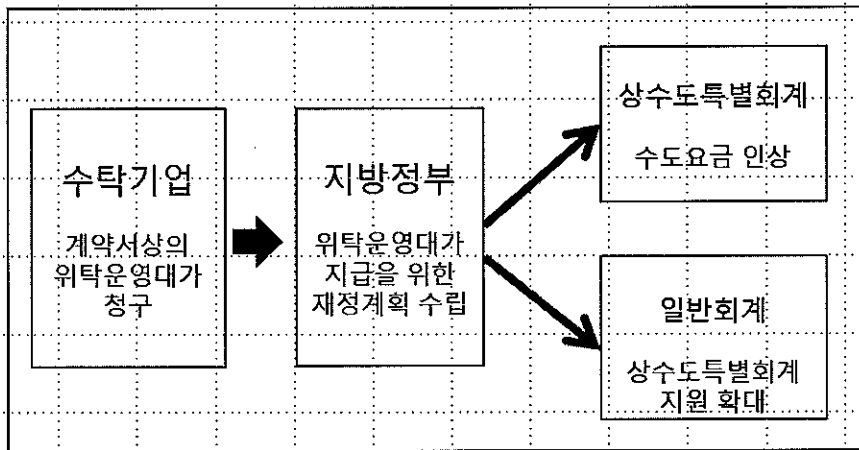 수탁기업
계약서상의
위탁운영대가
청구
지방정부
위탁운영대가
지급을 위한
재정계획 수립
상수도특별회계
수도요금 인상
일반회계
상수도특별회계
지원 확대